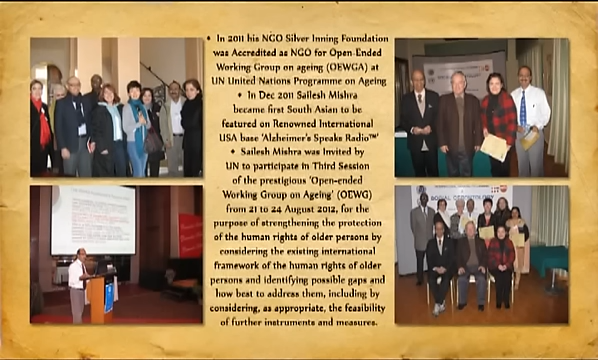 • In 2011 his NGO Silver Inning Foundation
was Accredited as NGO for Open-Ended
Working Group on ageing (OEWGA) at
UN United Nations Programme on Ageing
• In Dec 2011 Sailesh Mishra
became first South Asian to be
featured on Renowned International
USA base 'Alzheimer's Speaks Radio™'
• Sailesh Mishra was invited by
UN to participate in Third Session
of the prestigious 'Open-ended
Working Group on Ageing' (OEWG)
from 21 to 24 August 2012, for the
purpose of strengthening the protection
of the human rights of older persons by
considering the existing international
framework of the human rights of older
persons and identifying possible gaps and
how best to address them, including by
considering, as appropriate, the feasibility
of further instruments and measures.